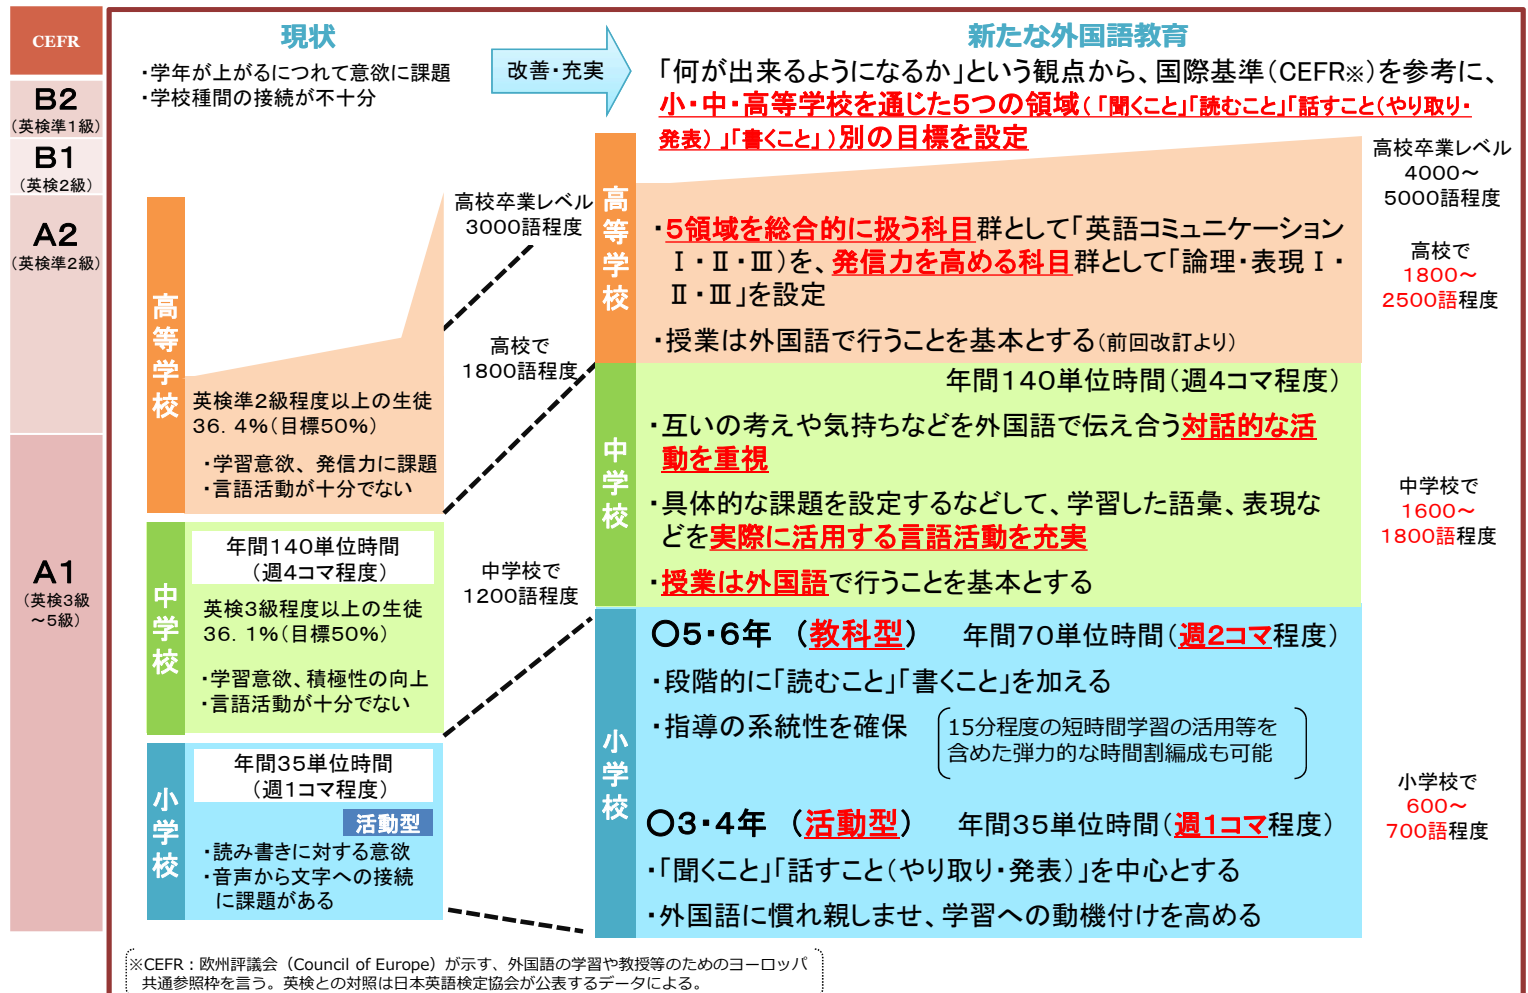 CEFR
B2
(英検準1級)
B1
(英検2級)
A2
(英検準2級)
A1
(英検3級
~5級)
現状
・学年が上がるにつれて意欲に課題
・学校種間の接続が不十分
改善・充実
新たな外国語教育
「何が出来るようになるか」という観点から、国際基準(CEFR※)を参考に、
小・中・高等学校を通じた5つの領域(「聞くこと」「読むこと」「話すこと(やり取り・
発表)」「書くこと」)別の目標を設定
高等学校
英検準2級程度以上の生徒
36.4%(目標50%)
・学習意欲、発信力に課題
・言語活動が十分でない
中学校
年間140単位時間
(週4コマ程度)
英検3級程度以上の生徒
36.1%(目標50%)
・学習意欲、積極性の向上
・言語活動が十分でない
小学校
年間35単位時間
(週1コマ程度)
活動型
・読み書きに対する意欲
・音声から文字への接続
に課題がある
高校卒業レベル
3000語程度
高校で
1800語程度
中学校で
1200語程度
高等学校
・5領域を総合的に扱う科目群として「英語コミュニケーション
Ⅰ・Ⅱ・Ⅲ)を、発信力を高める科目群として「論理・表現Ⅰ・
Ⅱ・Ⅲ」を設定
・授業は外国語で行うことを基本とする(前回改訂より)
中学校
年間140単位時間(週4コマ程度)
・互いの考えや気持ちなどを外国語で伝え合う対話的な活
動を重視
・具体的な課題を設定するなどして、学習した語彙、表現な
どを実際に活用する言語活動を充実
・授業は外国語で行うことを基本とする
小学校
〇5・6年 (教科型) 年間70単位時間(週2コマ程度)
・段階的に「読むこと」「書くこと」を加える
・指導の系統性を確保
15分程度の短時間学習の活用等を
含めた弾力的な時間割編成も可能
〇3・4年 (活動型) 年間35単位時間(週1コマ程度)
・「聞くこと」「話すこと(やり取り・発表)」を中心とする
・外国語に慣れ親しませ、学習への動機付けを高める
高校卒業レベル
4000~
5000語程度
高校で
1800~
2500語程度
中学校で
1600~
1800語程度
小学校で
600~
700語程度
※CEFR:欧州評議会(Council of Europe)が示す、外国語の学習や教授等のためのヨーロッパ
共通参照枠を言う。英検との対照は日本英語検定協会が公表するデータによる。